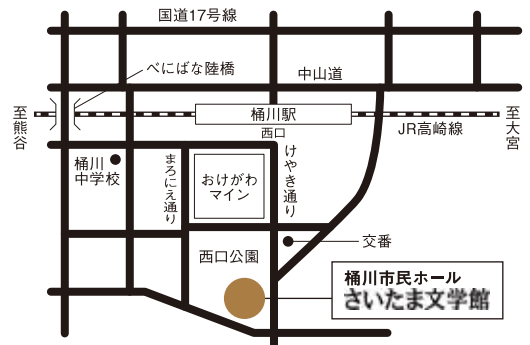 国道17号線
べにばな陸橋
中山道
至熊谷
桶川駅
至大宮
西口
JR高崎線
桶川
中学校
まろにえ通り
おけがわ
マイン
けやき通り
西口公園
交番
桶川市民ホール
さいたま文学館